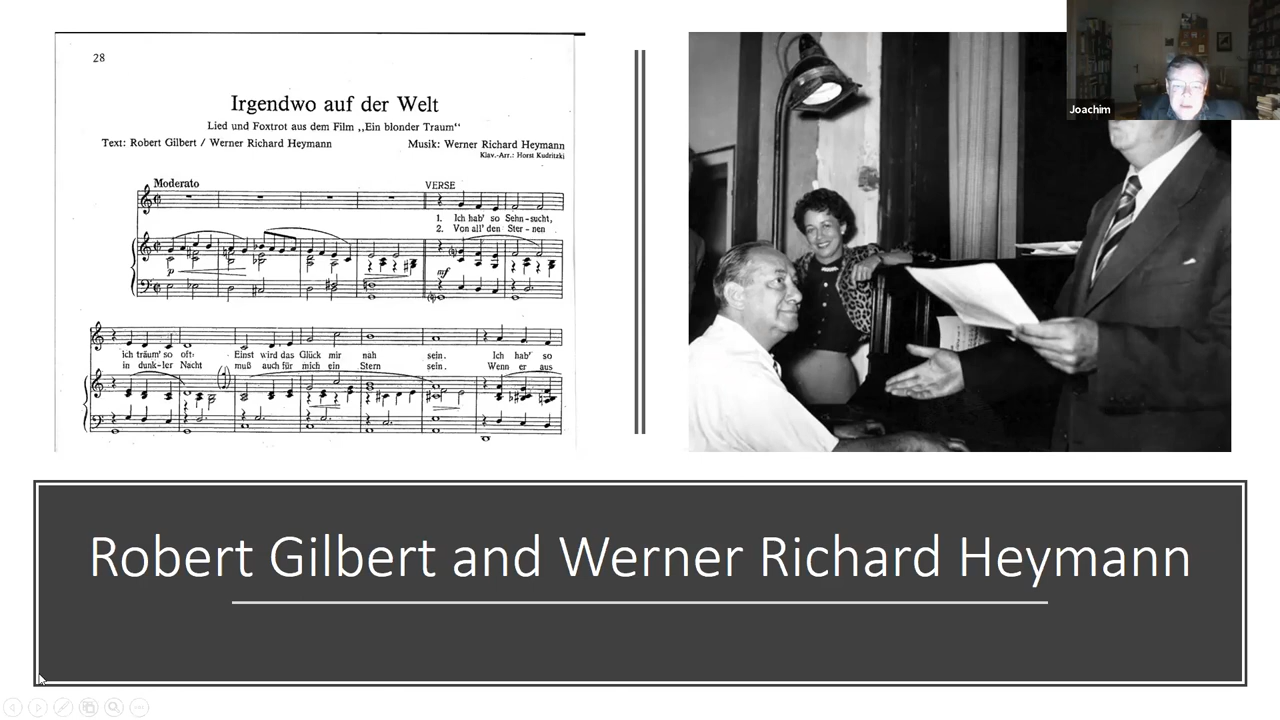 28
Irgendwo auf der Welt
Lied und Foxtrot aus dem Film ,,Ein blonder Traum“
Text: Robert Gilbert / Werner Richard Heymann
Musik: Werner Richard Heymann
Klav.-Arr.: Horst Kudritzki
Moderato
VERSE
1. Ich hab' so Sehn-sucht,
2. Von all' den Ster-nen
p
mf
ich träum' so oft: Einst wird das Glück mir nah sein. Ich hab' so
in dunk-ler Nacht muß auch für mich ein Stern sein. Wenn er aus
Joachim
Robert Gilbert and Werner Richard Heymann